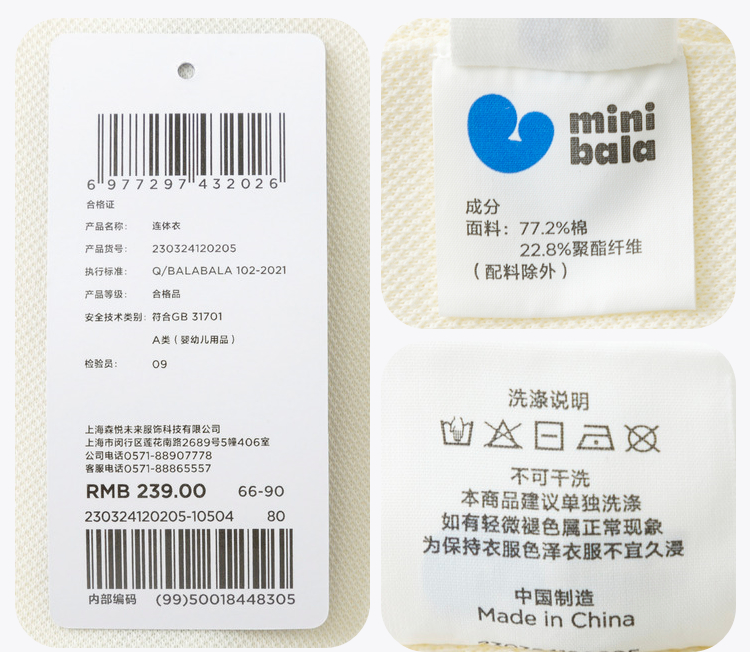 6 977297 432026
合格证
产品名称: 连体衣
产品货号: 230324120205
执行标准: Q/BALABALA 102-2021
产品等级: 合格品
安全技术类别: 符合GB 31701
A类（婴幼儿用品）
检验员: 09
上海森悦未来服饰科技有限公司
上海市闵行区莲花南路2689号5幢406室
公司电话0571-88907778
客服电话0571-88865557
RMB 239.00 66-90
230324120205-10504 80
内部编码 (99)50018448305
mini
bala
成分
面料: 77.2%棉
22.8%聚酯纤维
（配料除外）
洗涤说明
不可干洗
本商品建议单独洗涤
如有轻微褪色属正常现象
为保持衣服色泽衣服不宜久浸
中国制造
Made in China